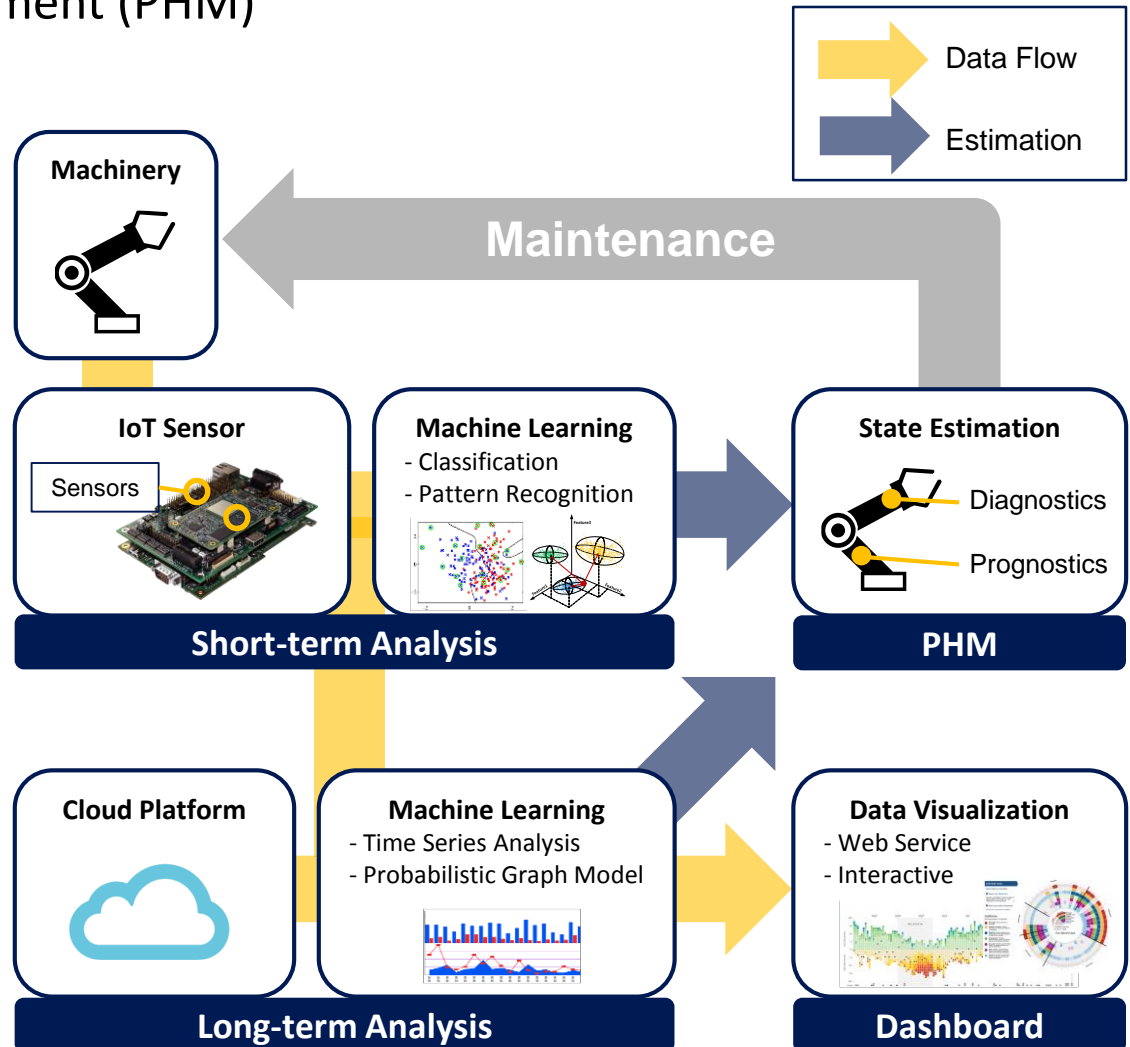 ment (PHM)
Data Flow
Estimation
Machinery
Maintenance
IoT Sensor
Sensors
Machine Learning
- Classification
- Pattern Recognition
State Estimation
Diagnostics
Prognostics
Short-term Analysis
PHM
Cloud Platform
Machine Learning
- Time Series Analysis
- Probabilistic Graph Model
Data Visualization
- Web Service
- Interactive
Long-term Analysis
Dashboard